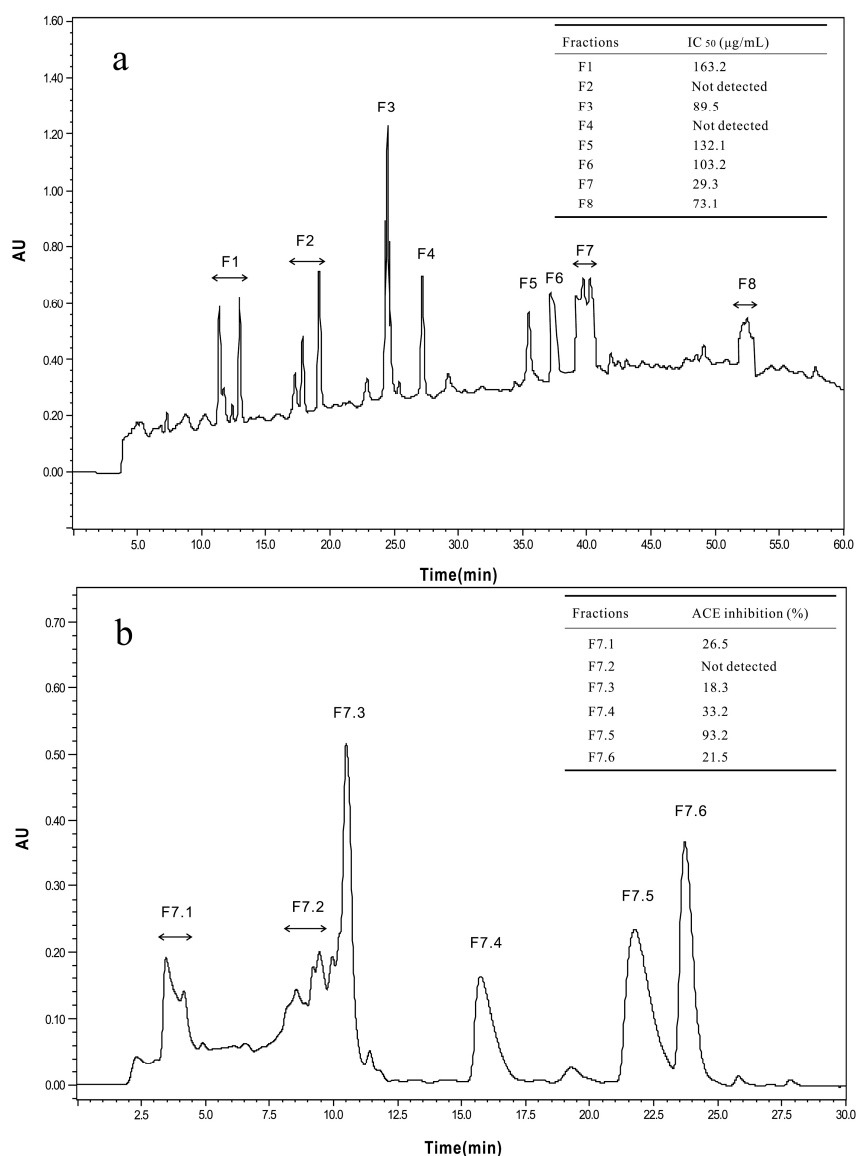 a
Fractions IC 50 (μg/mL)
F1 163.2
F2 Not detected
F3 89.5
F4 Not detected
F5 132.1
F6 103.2
F7 29.3
F8 73.1
F1
F2
F3
F4
F5
F6
F7
F8
AU
1.60
1.40
1.20
1.00
0.80
0.60
0.40
0.20
0.00
5.0 10.0 15.0 20.0 25.0 30.0 35.0 40.0 45.0 50.0 55.0 60.0
Time(min)
b
Fractions ACE inhibition (%)
F7.1 26.5
F7.2 Not detected
F7.3 18.3
F7.4 33.2
F7.5 93.2
F7.6 21.5
F7.1
F7.2
F7.3
F7.4
F7.5
F7.6
AU
0.70
0.60
0.50
0.40
0.30
0.20
0.10
0.00
2.5 5.0 7.5 10.0 12.5 15.0 17.5 20.0 22.5 25.0 27.5 30.0
Time(min)